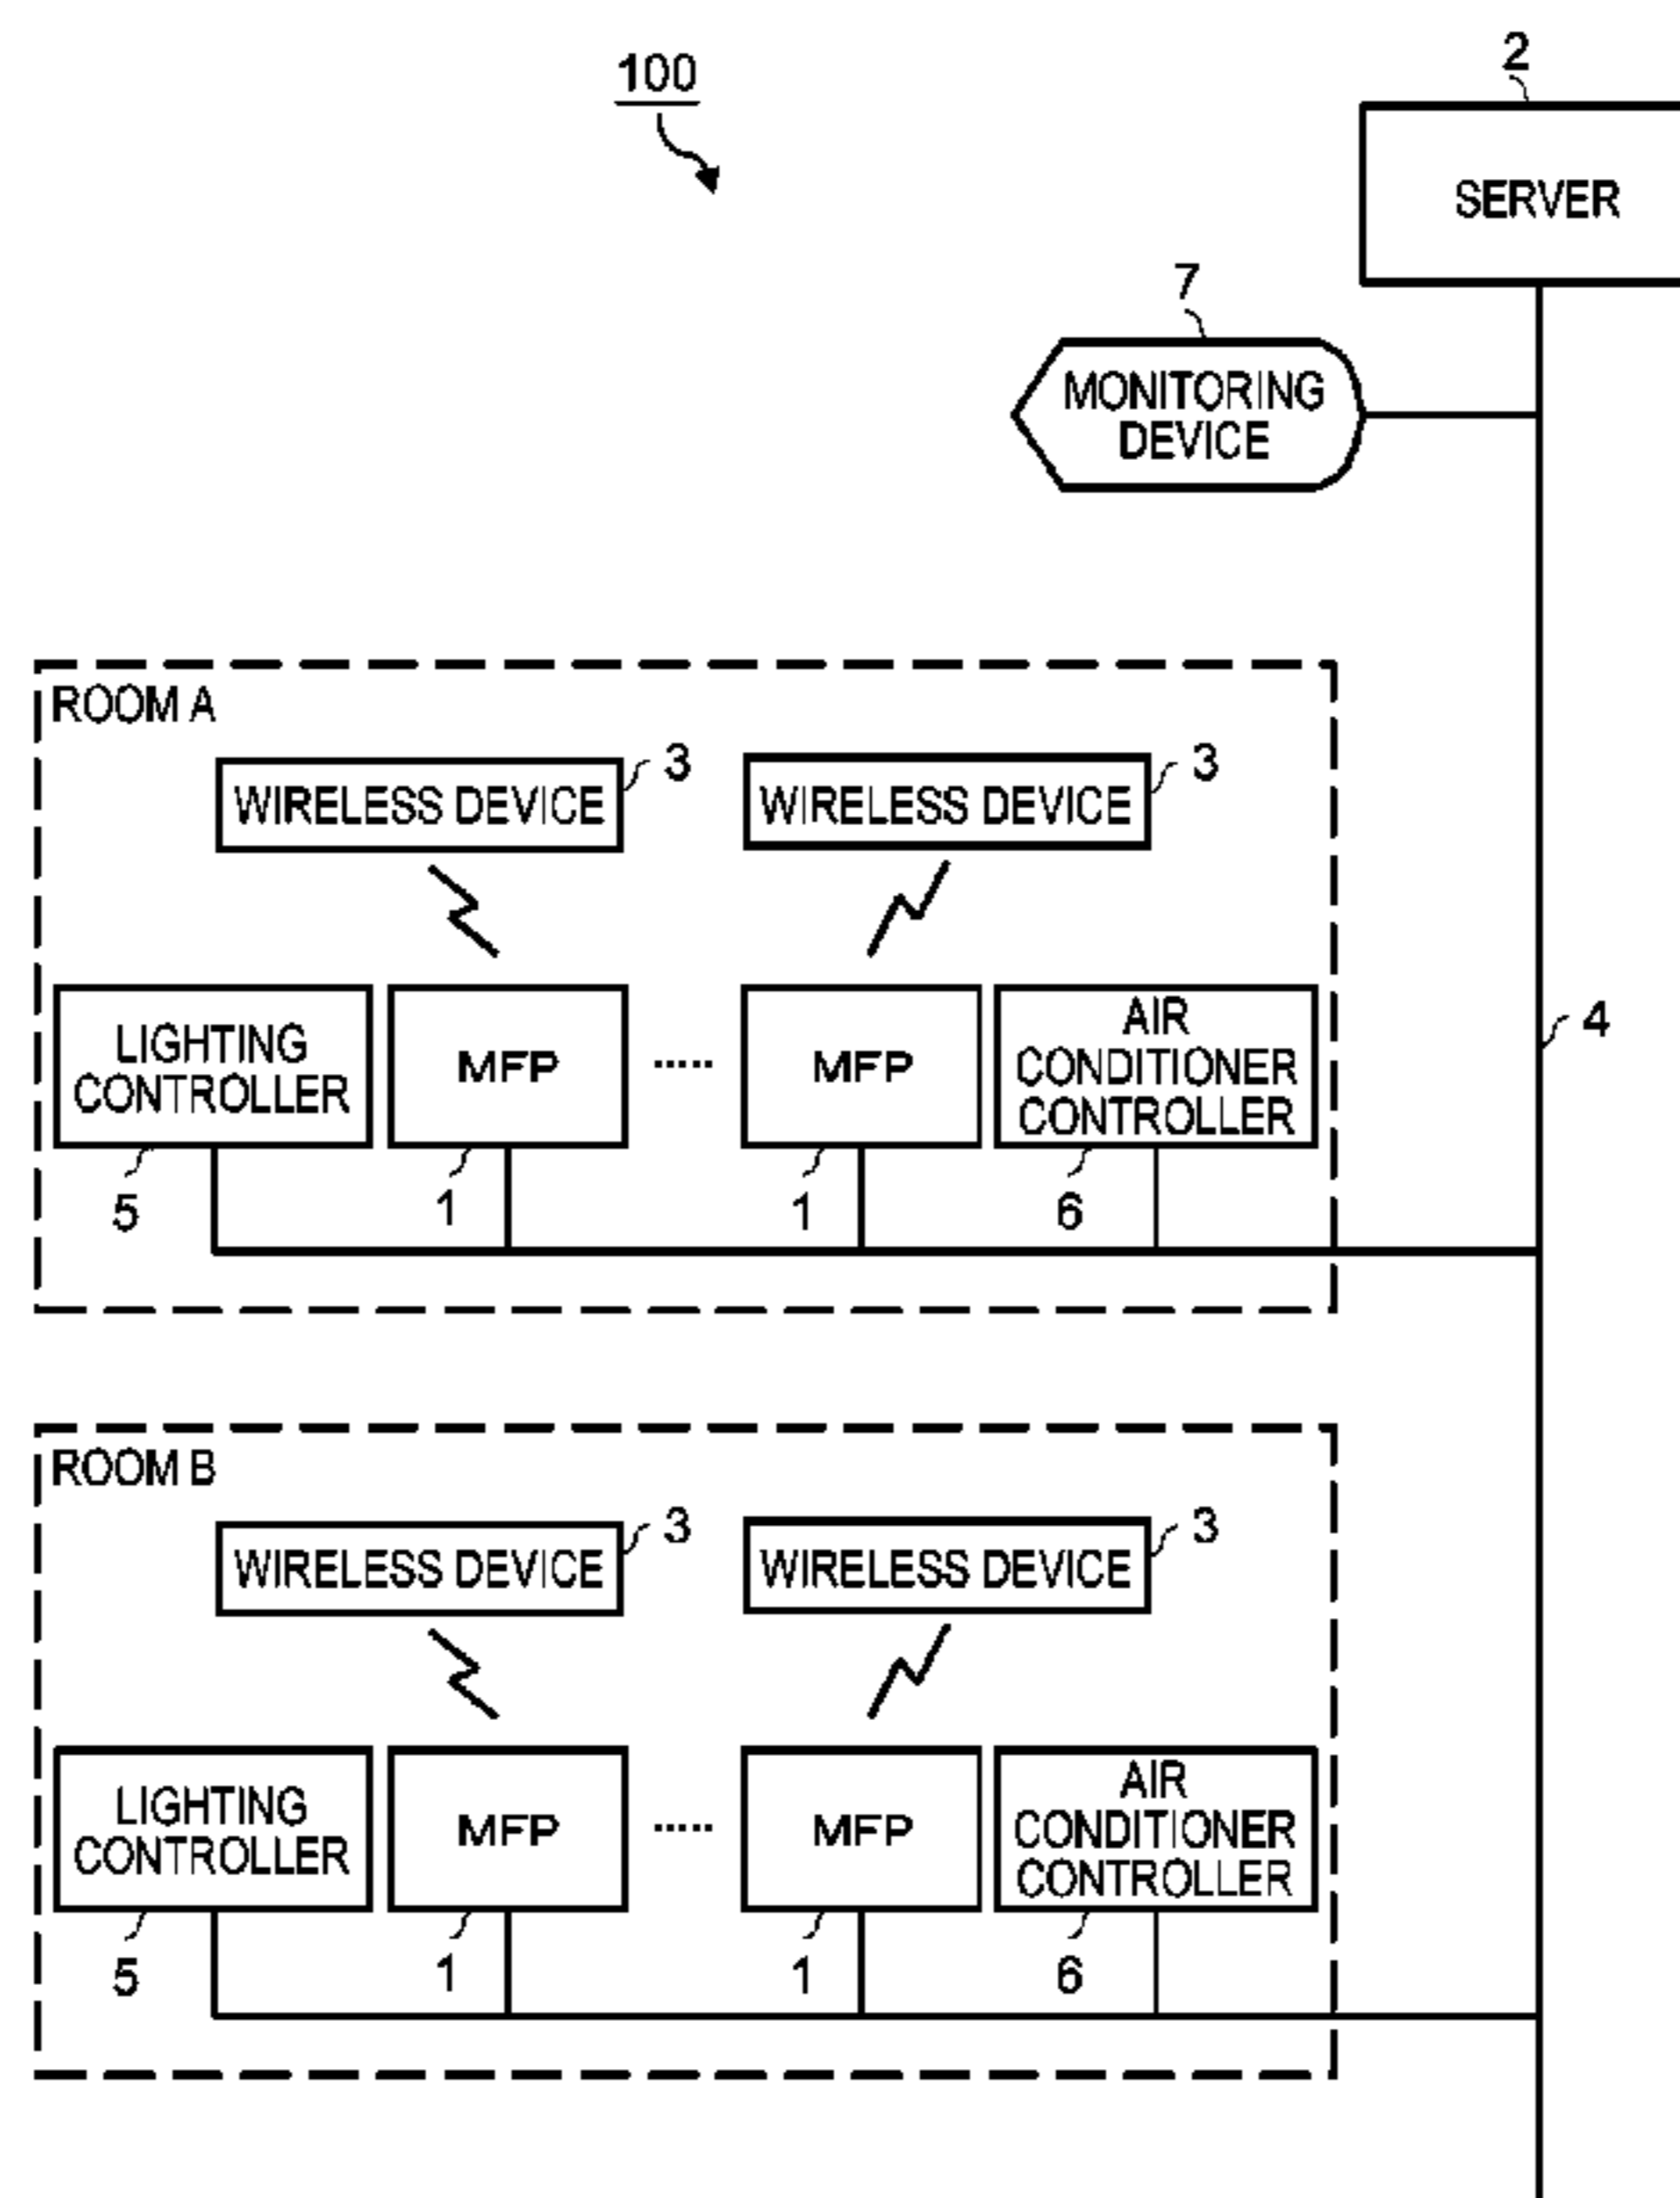 100
2
SERVER
7
MONITORING
DEVICE
ROOM A
WIRELESS DEVICE
3
WIRELESS DEVICE
3
LIGHTING
CONTROLLER
MFP
.....
MFP
AIR
CONDITIONER
CONTROLLER
4
5
1
1
6
ROOM B
WIRELESS DEVICE
3
WIRELESS DEVICE
3
LIGHTING
CONTROLLER
MFP
.....
MFP
AIR
CONDITIONER
CONTROLLER
5
1
1
6